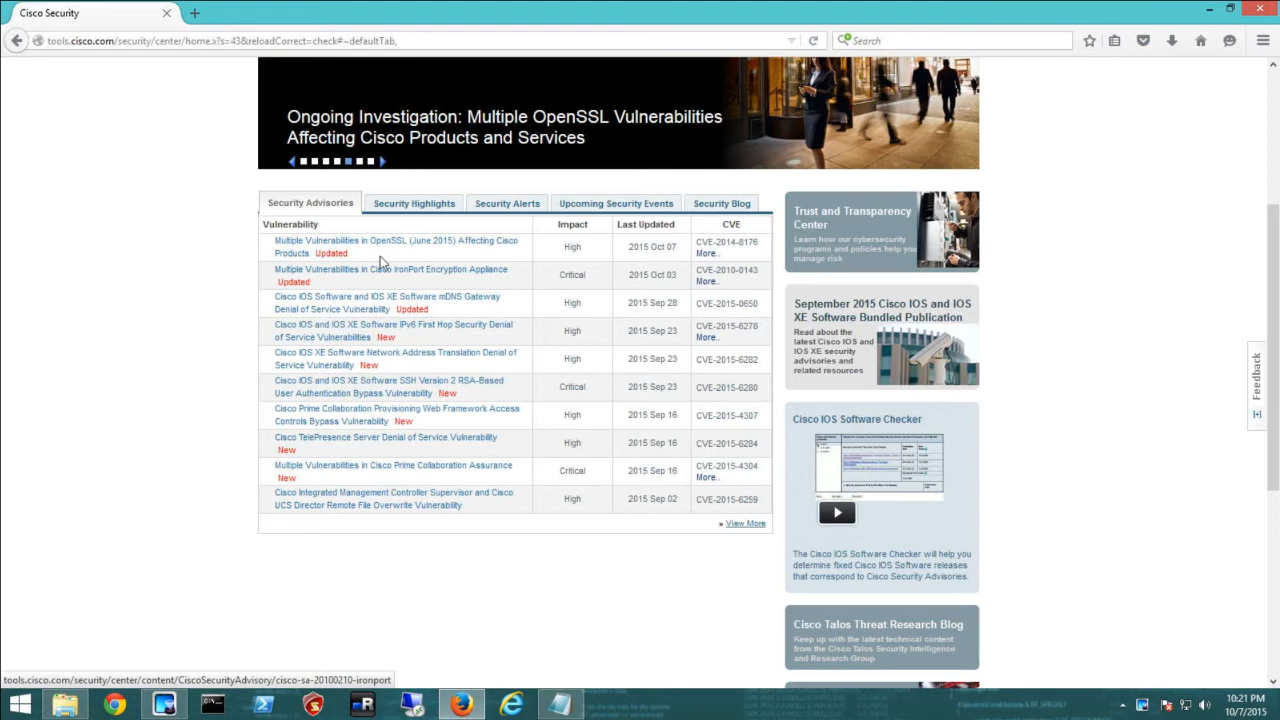 Cisco Security
tools.cisco.com/security/center/home.x?s=43&reloadCorrect=check#~defaultTab,
Search
Ongoing Investigation: Multiple OpenSSL Vulnerabilities
Affecting Cisco Products and Services
Security Advisories Security Highlights Security Alerts Upcoming Security Events Security Blog
Vulnerability Impact Last Updated CVE
Multiple Vulnerabilities in OpenSSL (June 2015) Affecting Cisco
Products Updated High 2015 Oct 07 CVE-2014-8176
More..
Multiple Vulnerabilities in Cisco IronPort Encryption Appliance
Updated Critical 2015 Oct 03 CVE-2010-0143
More..
Cisco IOS Software and IOS XE Software mDNS Gateway
Denial of Service Vulnerability Updated High 2015 Sep 28 CVE-2015-0650
Cisco IOS and IOS XE Software IPv6 First Hop Security Denial
of Service Vulnerabilities New High 2015 Sep 23 CVE-2015-6278
More..
Cisco IOS XE Software Network Address Translation Denial of
Service Vulnerability New High 2015 Sep 23 CVE-2015-6282
Cisco IOS and IOS XE Software SSH Version 2 RSA-Based
User Authentication Bypass Vulnerability New Critical 2015 Sep 23 CVE-2015-6280
Cisco Prime Collaboration Provisioning Web Framework Access
Controls Bypass Vulnerability New High 2015 Sep 16 CVE-2015-4307
Cisco TelePresence Server Denial of Service Vulnerability
New High 2015 Sep 16 CVE-2015-6284
Multiple Vulnerabilities in Cisco Prime Collaboration Assurance
New Critical 2015 Sep 16 CVE-2015-4304
More..
Cisco Integrated Management Controller Supervisor and Cisco
UCS Director Remote File Overwrite Vulnerability High 2015 Sep 02 CVE-2015-6259
» View More
Trust and Transparency
Center
Learn how our cybersecurity
programs and policies help you
manage risk
September 2015 Cisco IOS and IOS
XE Software Bundled Publication
Read about the
latest Cisco IOS and
IOS XE security
advisories and
related resources
Cisco IOS Software Checker
The Cisco IOS Software Checker will help you
determine fixed Cisco IOS Software releases
that correspond to Cisco Security Advisories.
Cisco Talos Threat Research Blog
Keep up with the latest technical content
from the Cisco Talos Security Intelligence
and Research Group
Feedback
tools.cisco.com/security/center/content/CiscoSecurityAdvisory/cisco-sa-20100210-ironport
10:21 PM
10/7/2015